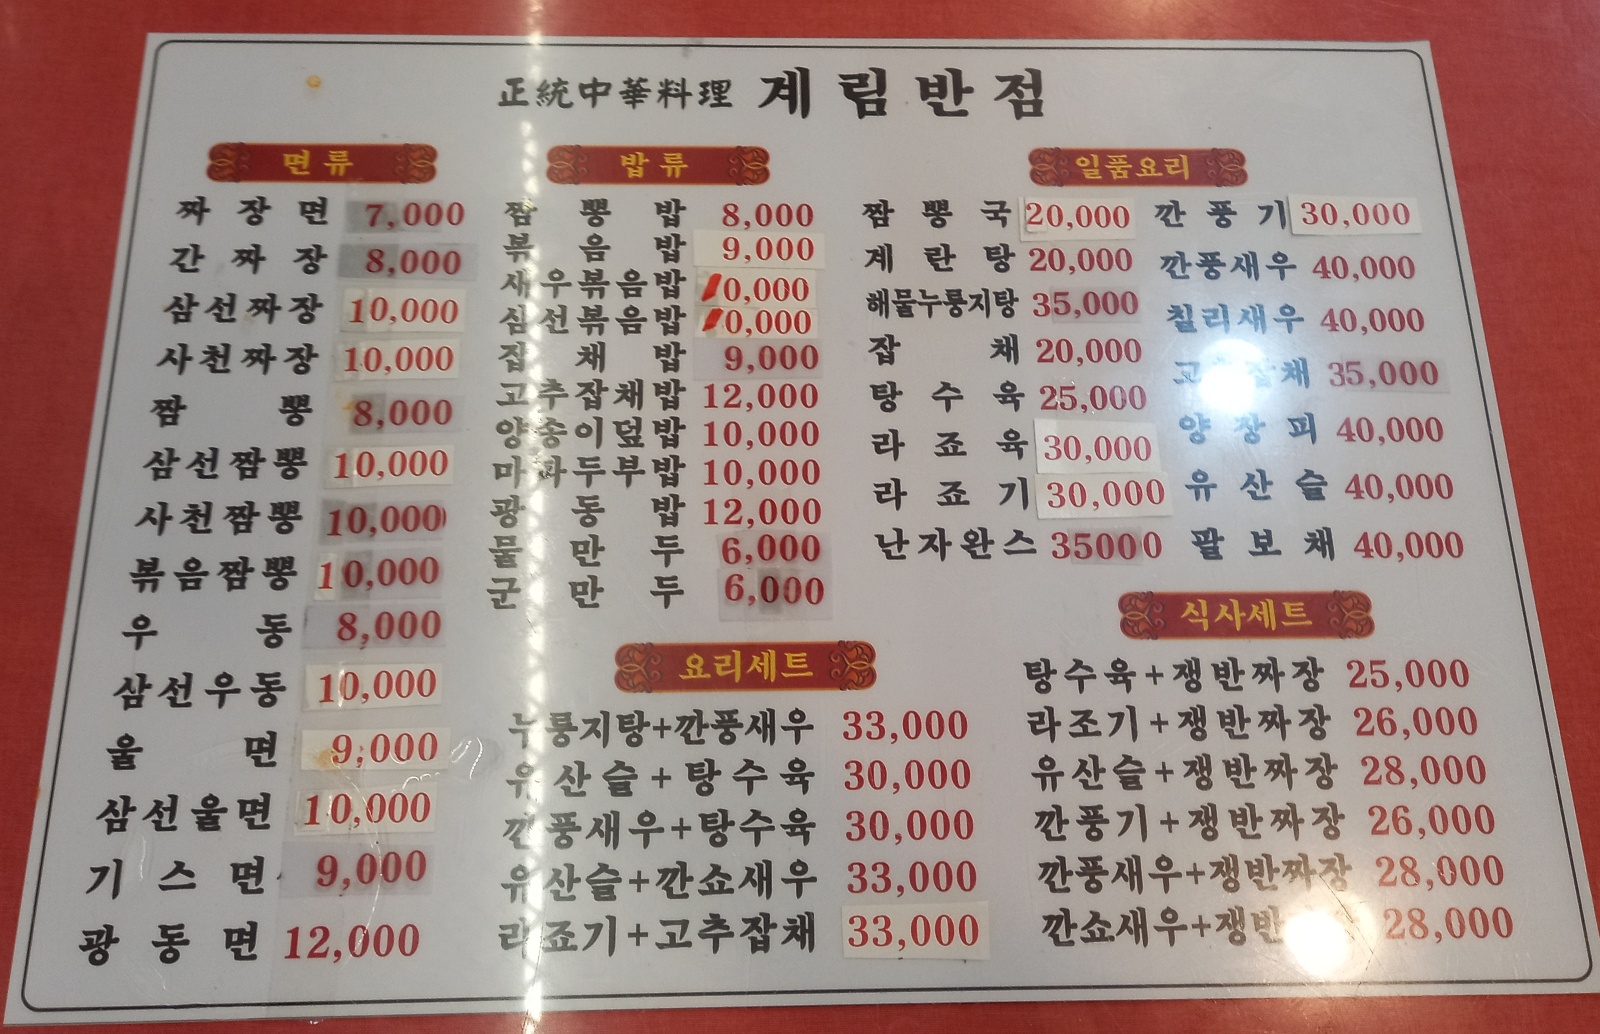 正統中華料理 계림반점
면류
짜장면 7,000
간짜장 8,000
삼선짜장 10,000
사천짜장 10,000
짬뽕 8,000
삼선짬뽕 10,000
사천짬뽕 10,000
볶음짬뽕 10,000
우동 8,000
삼선우동 10,000
울면 9,000
삼선울면 10,000
기스면 9,000
광동면 12,000
밥류
짬뽕밥 8,000
볶음밥 9,000
새우볶음밥 10,000
삼선볶음밥 10,000
잡채밥 9,000
고추잡채밥 12,000
양송이덮밥 10,000
마파두부밥 10,000
광동밥 12,000
물만두 6,000
군만두 6,000
일품요리
짬뽕국 20,000
계란탕 20,000
해물누룽지탕 35,000
잡채 20,000
탕수육 25,000
라죠육 30,000
라죠기 30,000
난자완스 35000
깐풍기 30,000
깐풍새우 40,000
칠리새우 40,000
고 잡채 35,000
양장피 40,000
유산슬 40,000
팔보채 40,000
요리세트
누룽지탕+깐풍새우 33,000
유산슬+탕수육 30,000
깐풍새우+탕수육 30,000
유산슬+깐쇼새우 33,000
라죠기+고추잡채 33,000
식사세트
탕수육+쟁반짜장 25,000
라조기+쟁반짜장 26,000
유산슬+쟁반짜장 28,000
깐풍기+쟁반짜장 26,000
깐풍새우+쟁반짜장 28,000
깐쇼새우+쟁반 28,000